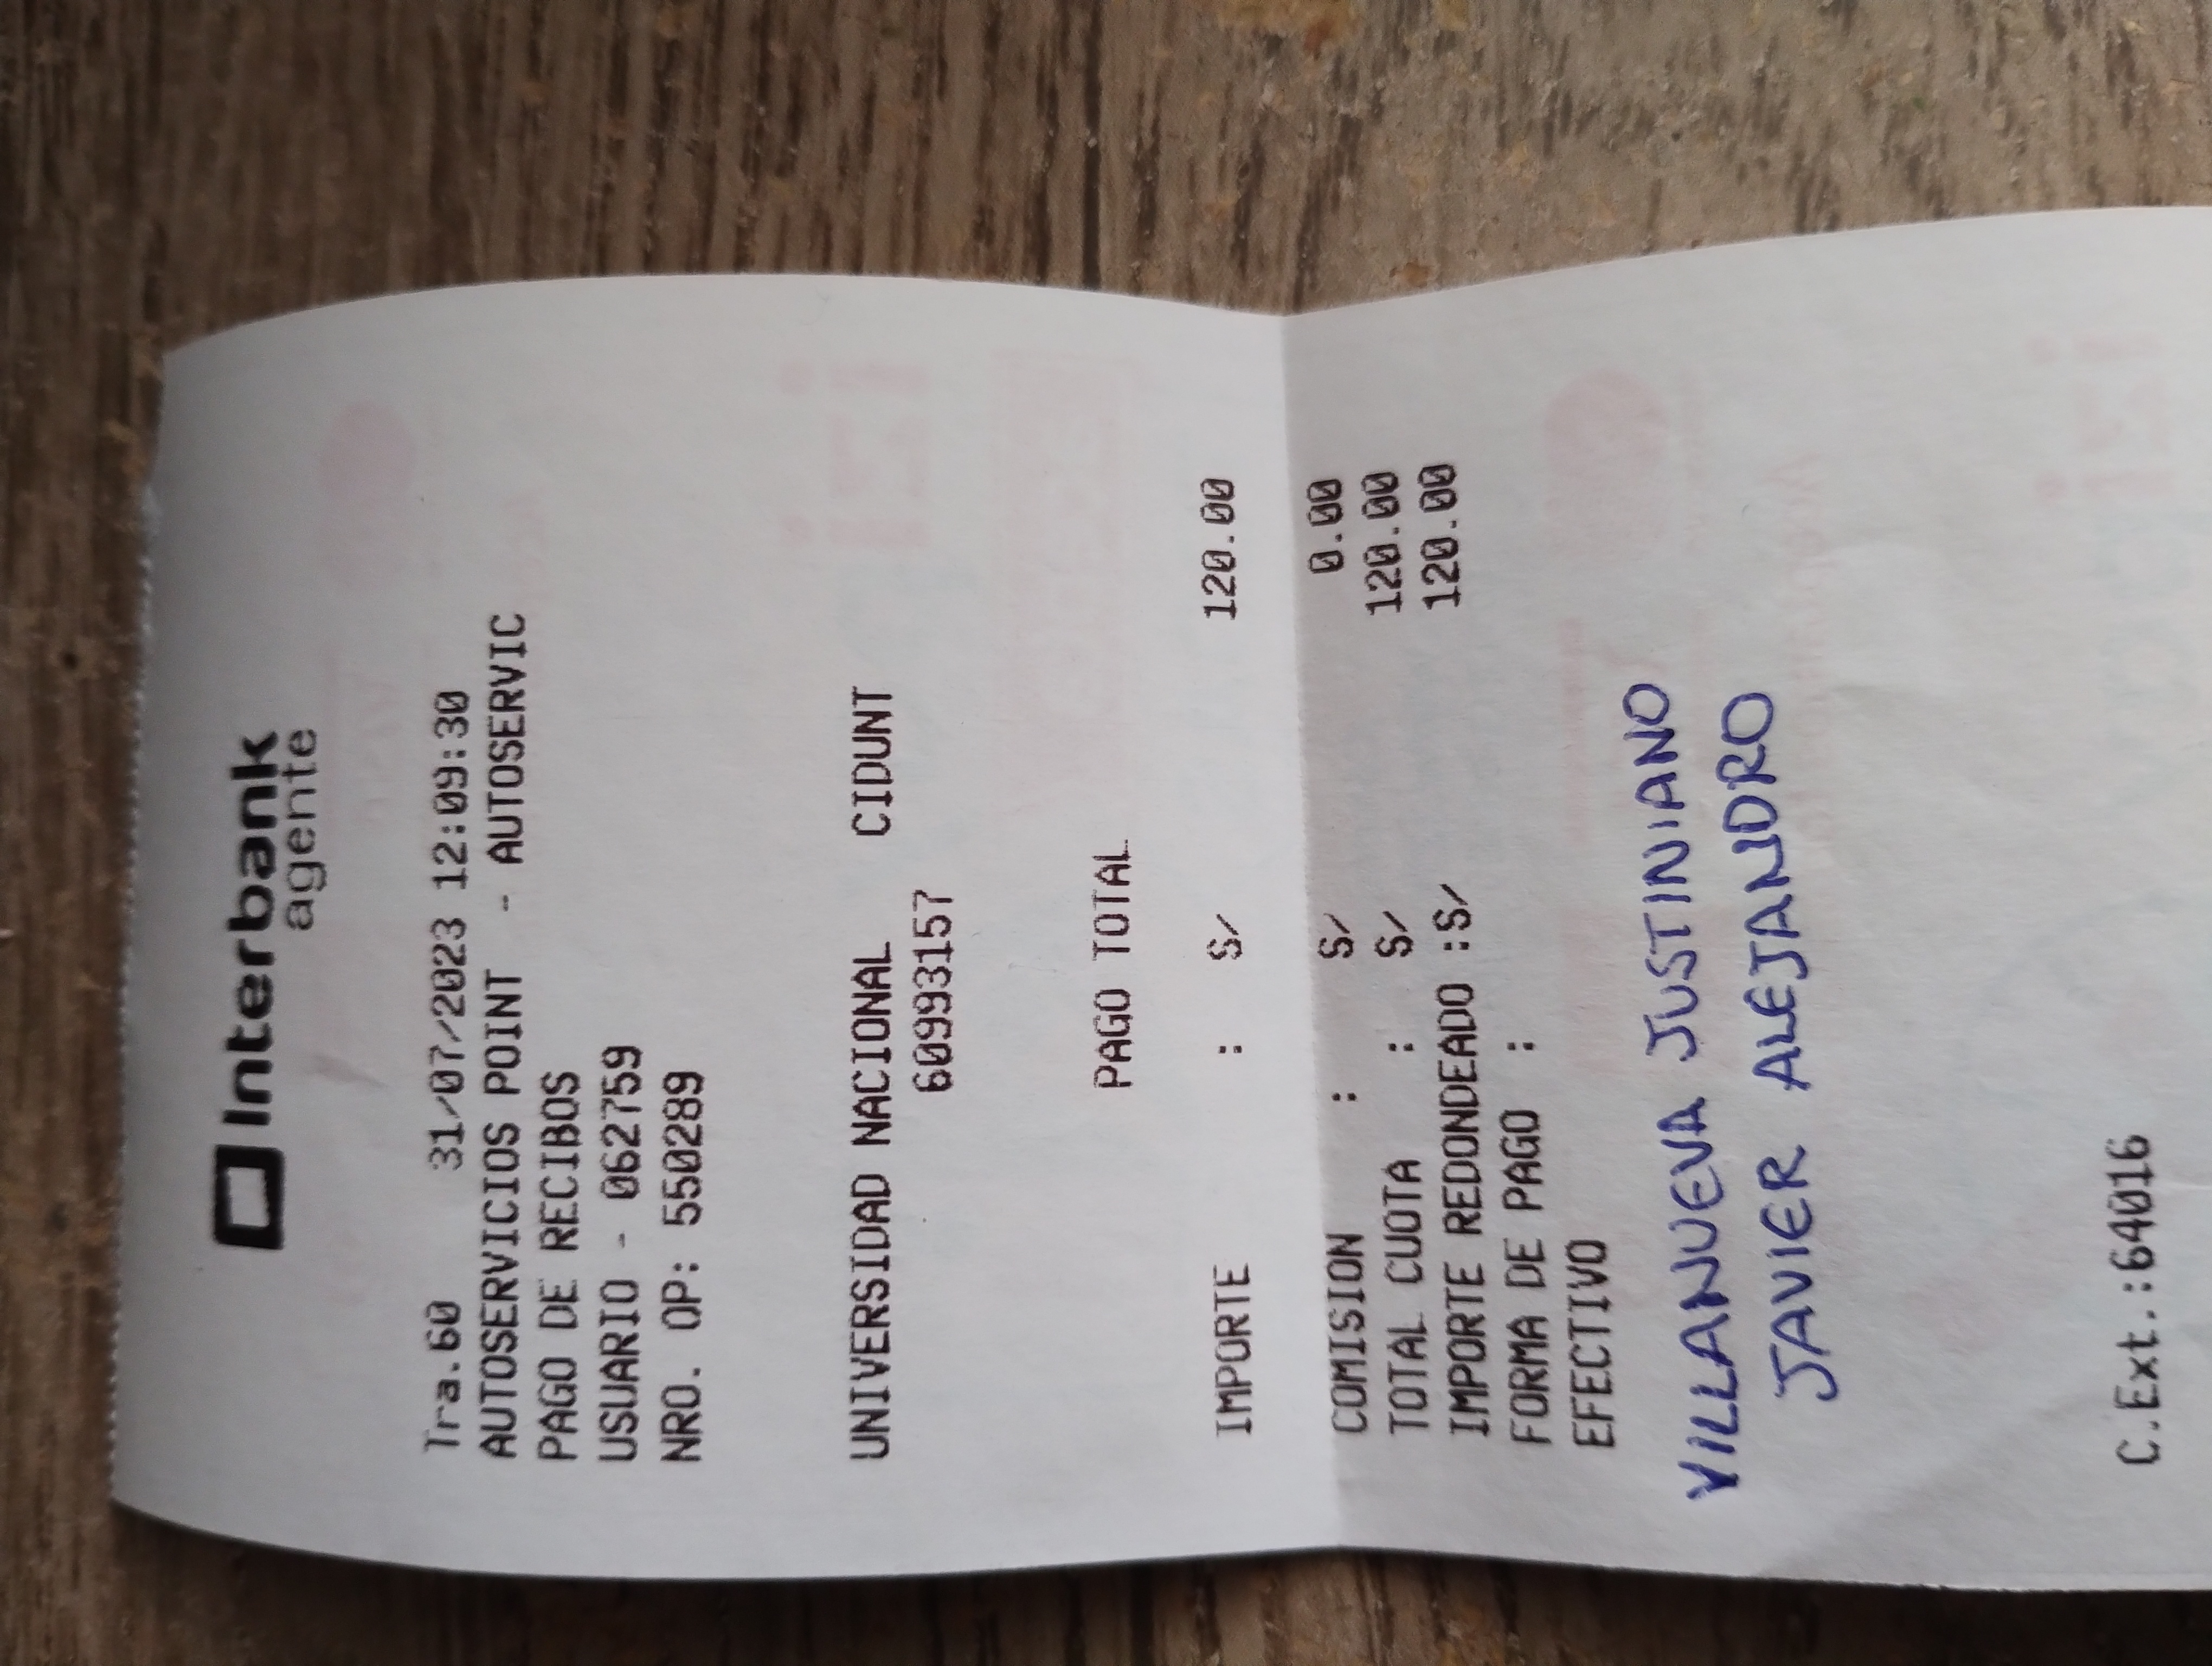 Interbank
agente
Tra.60 31/07/2023 12:09:30
AUTOSERVICIOS POINT - AUTOSERVIC
PAGO DE RECIBOS
USUARIO - 062759
NRO. OP: 550289
UNIVERSIDAD NACIONAL CIDUNT
60993157
PAGO TOTAL
IMPORTE : S/ 120.00
COMISION : S/ 0.00
TOTAL CUOTA : S/ 120.00
IMPORTE REDONDEADO :S/ 120.00
FORMA DE PAGO :
EFECTIVO
VILLANUEVA JUSTINIANO
JAVIER ALEJANDRO
C.Ext.:64016